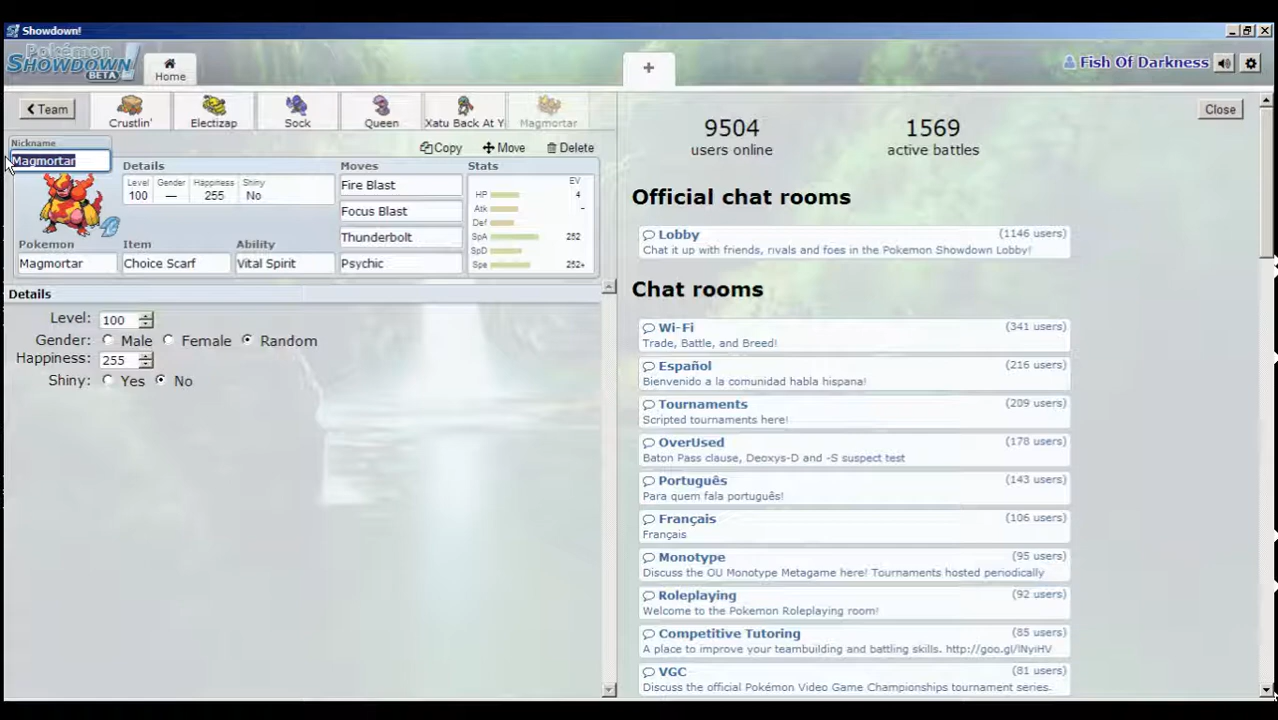 Showdown!
Pokémon
SHOWDOWN!
BETA
Home
+
Fish Of Darkness
Team
Crustlin'
Electizap
Sock
Queen
Xatu Back At Y
Magmortar
Close
Nickname
Magmortar
Copy
Move
Delete
Details
Moves
Stats
Level
Gender
Happiness
Shiny
100
—
255
No
Fire Blast
Focus Blast
Thunderbolt
Psychic
EV
HP 4
Atk -
Def
SpA 252
SpD
Spe 252+
Pokemon
Item
Ability
Magmortar
Choice Scarf
Vital Spirit
Details
Level: 100
Gender: Male Female Random
Happiness: 255
Shiny: Yes No
9504
users online
1569
active battles
Official chat rooms
Lobby (1146 users)
Chat it up with friends, rivals and foes in the Pokemon Showdown Lobby!
Chat rooms
Wi-Fi (341 users)
Trade, Battle, and Breed!
Español (216 users)
Bienvenido a la comunidad habla hispana!
Tournaments (209 users)
Scripted tournaments here!
OverUsed (178 users)
Baton Pass clause, Deoxys-D and -S suspect test
Português (143 users)
Para quem fala português!
Français (106 users)
Français
Monotype (95 users)
Discuss the OU Monotype Metagame here! Tournaments hosted periodically
Roleplaying (92 users)
Welcome to the Pokemon Roleplaying room!
Competitive Tutoring (85 users)
A place to improve your teambuilding and battling skills. http://goo.gl/lNyiHV
VGC (81 users)
Discuss the official Pokémon Video Game Championships tournament series.